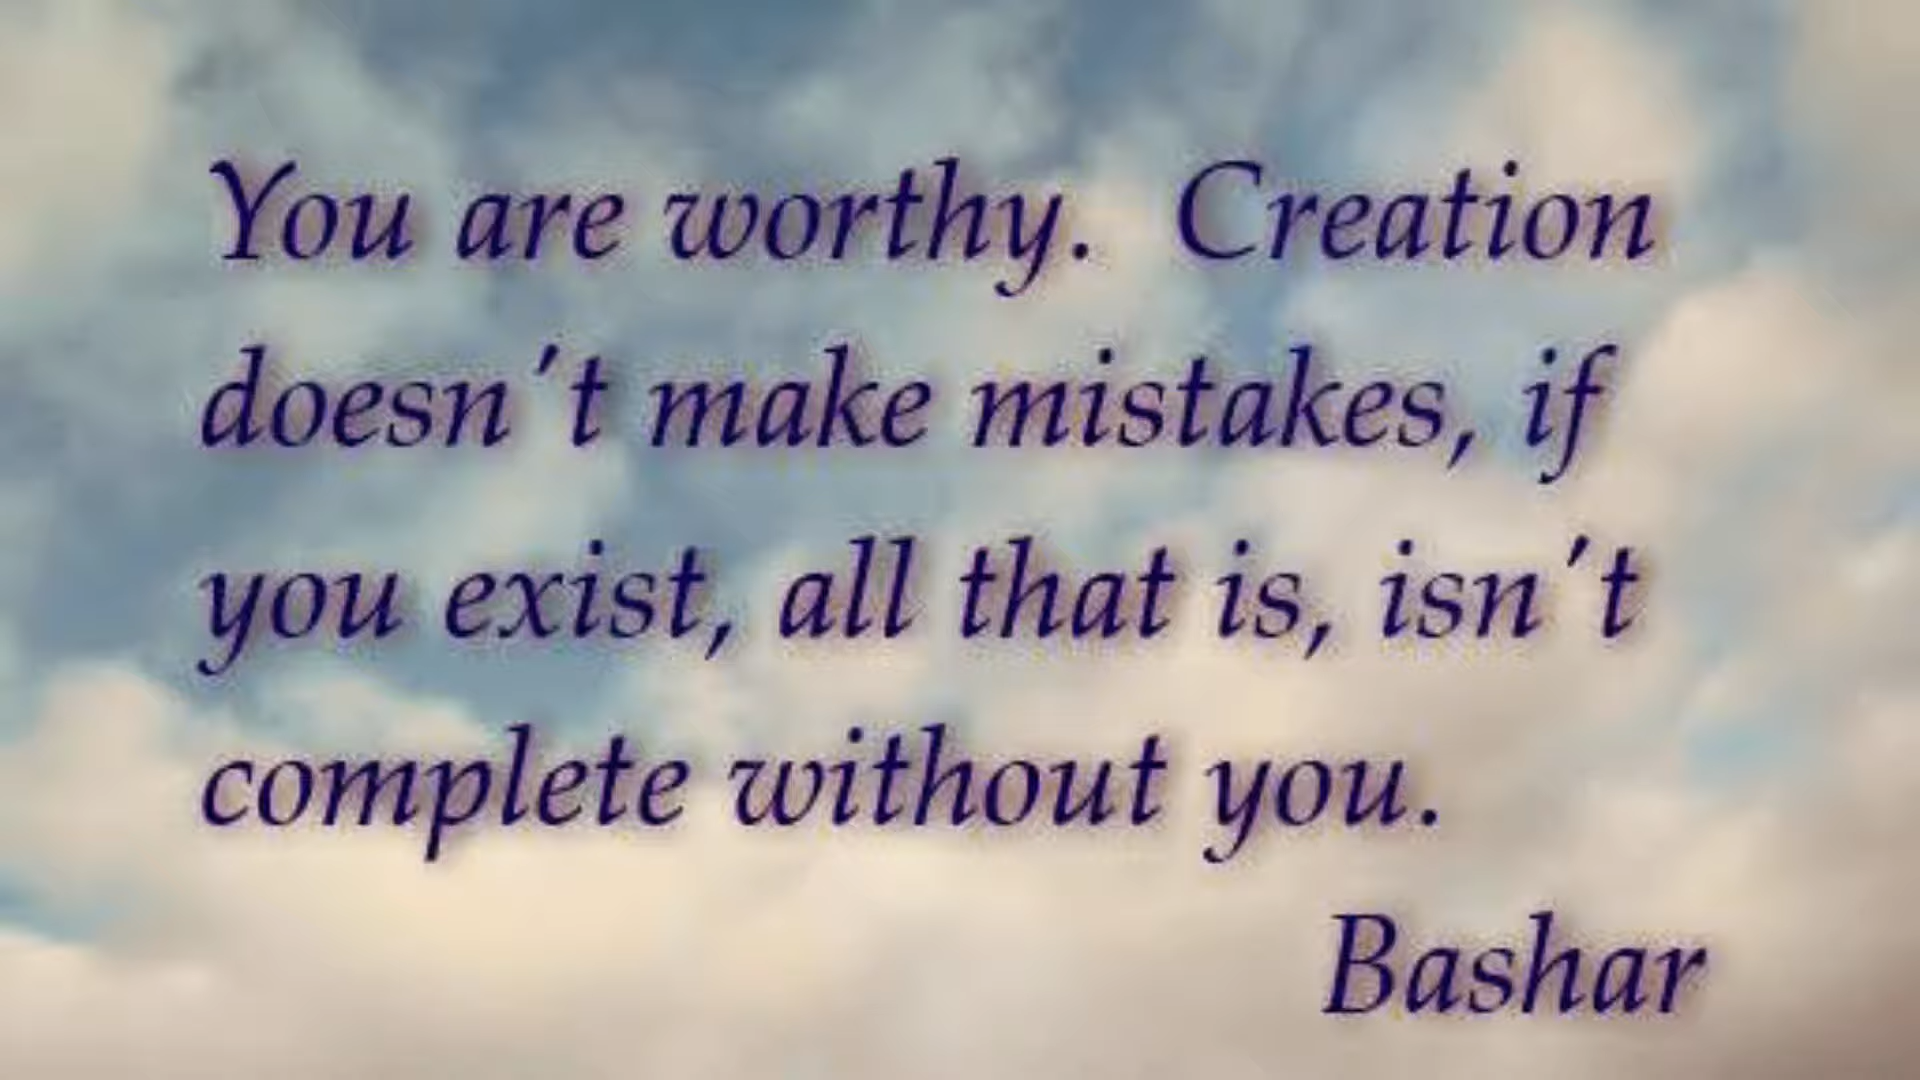 You are worthy.  Creation
doesn't make mistakes, if
you exist, all that is, isn't
complete without you.
Bashar